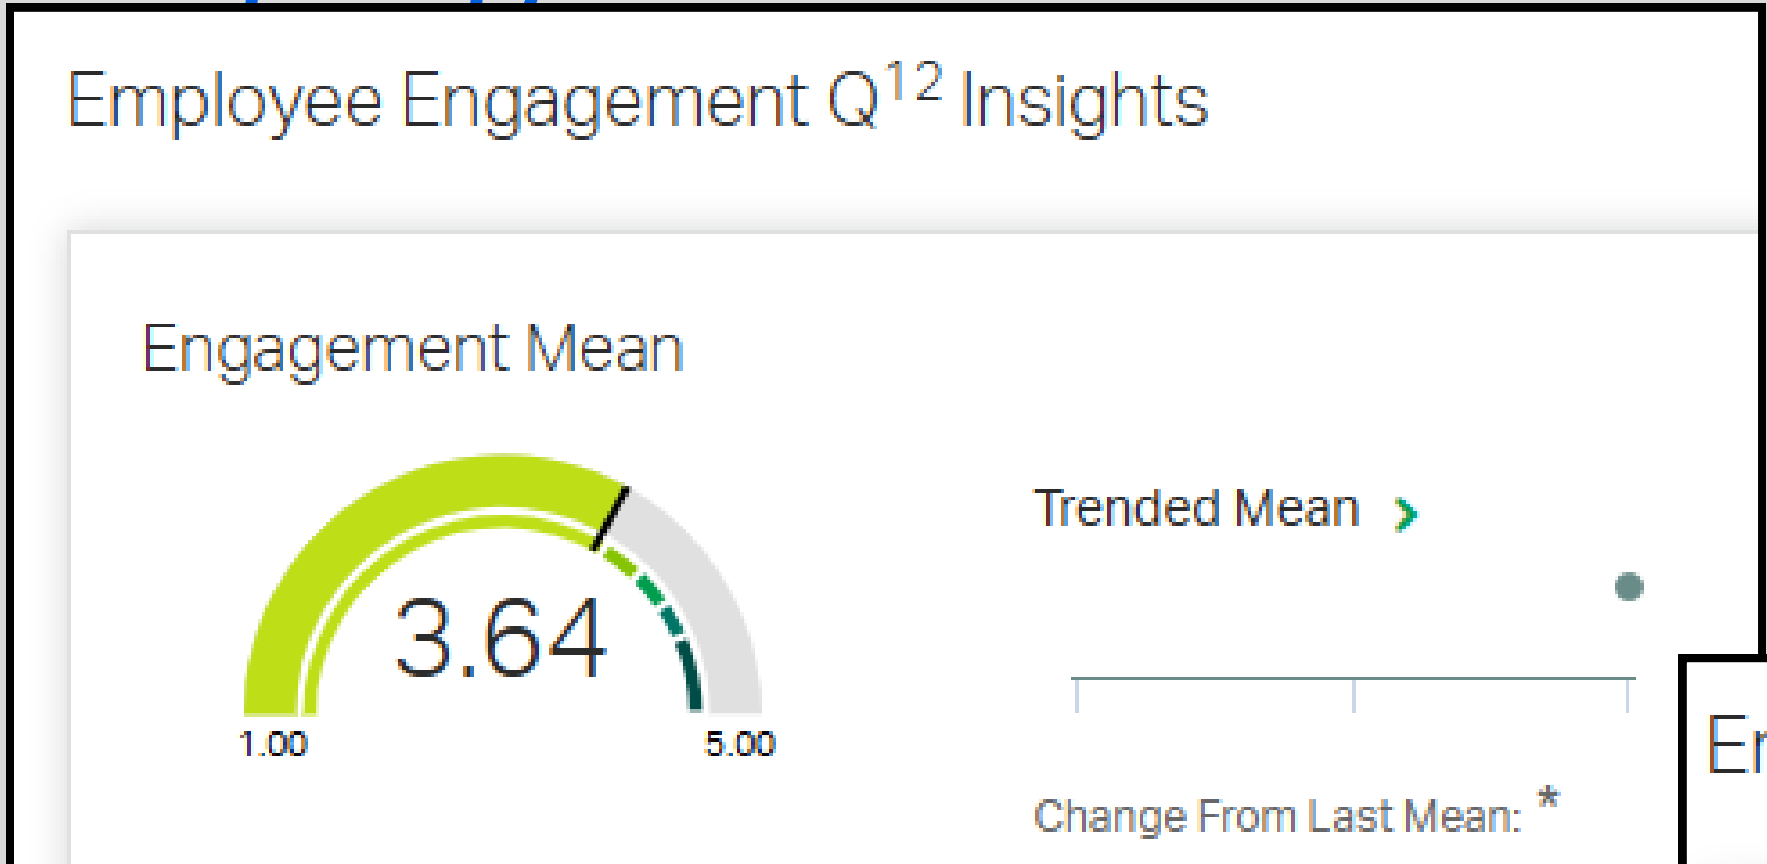 Employee Engagement Q¹² Insights
Engagement Mean
3.64
1.00
5.00
Trended Mean
Change From Last Mean: *